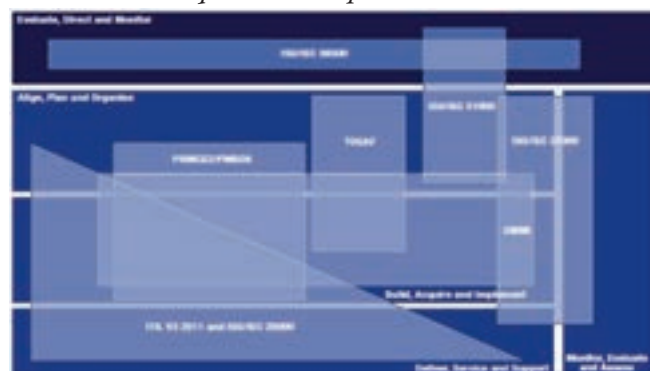 Evaluate, Direct and Monitor
ISO/IEC 38500
Align, Plan and Organise
ISO/IEC 31000
TOGAF
ISO/IEC 27000
PRINCE2/PMBOK
CMMI
Build, Acquire and Implement
ITIL V3 2011 and ISO/IEC 20000
Deliver, Service and Support
Monitor, Evaluate
and Assess